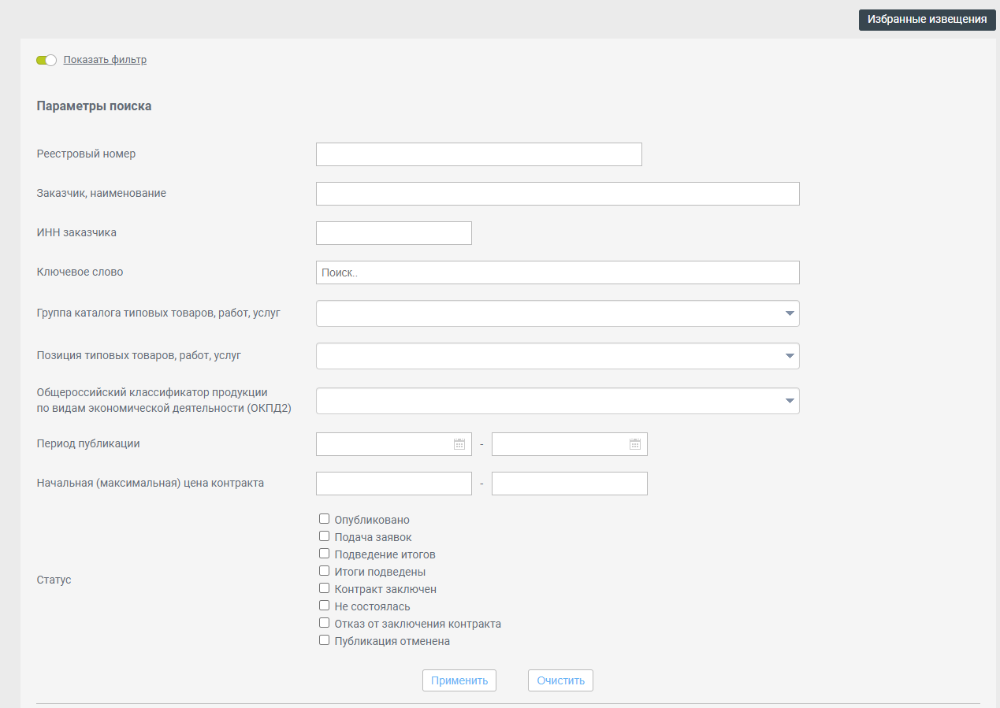 Избранные извещения
Показать фильтр
Параметры поиска
Реестровый номер
Заказчик, наименование
ИНН заказчика
Ключевое слово
Поиск..
Группа каталога типовых товаров, работ, услуг
Позиция типовых товаров, работ, услуг
Общероссийский классификатор продукции
по видам экономической деятельности (ОКПД2)
Период публикации
-
Начальная (максимальная) цена контракта
-
Статус
Опубликовано
Подача заявок
Подведение итогов
Итоги подведены
Контракт заключен
Не состоялась
Отказ от заключения контракта
Публикация отменена
Применить
Очистить